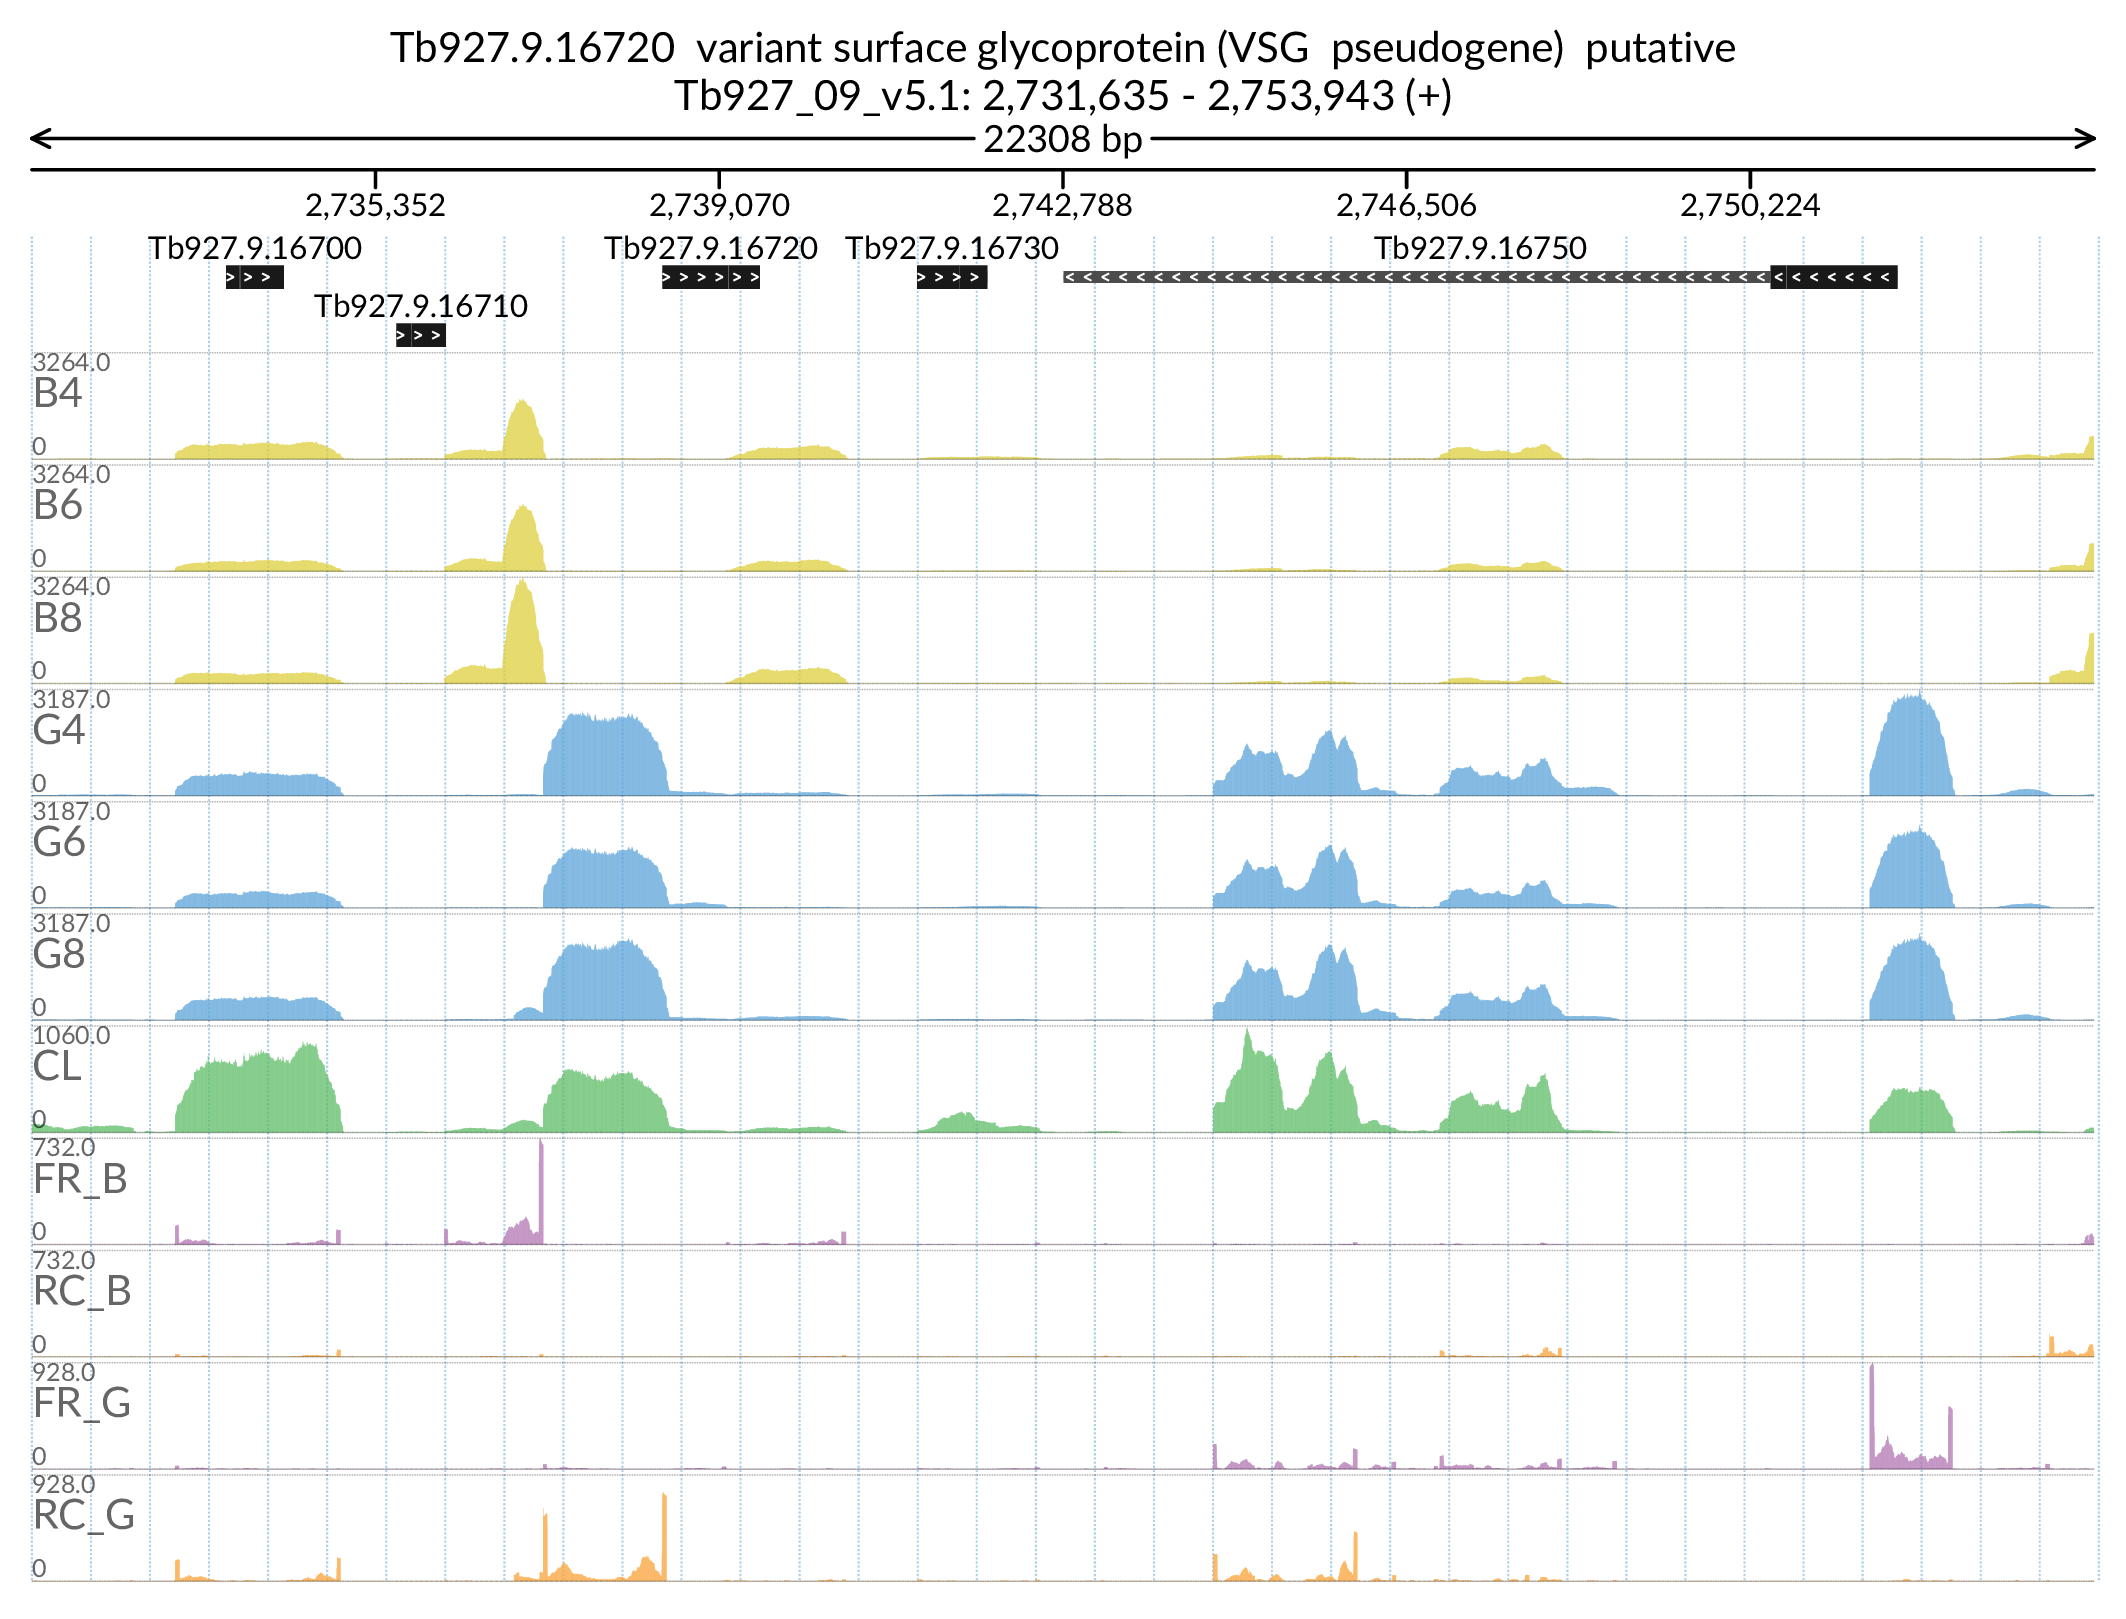 Tb927.9.16720  variant surface glycoprotein (VSG  pseudogene)  putative
Tb927_09_v5.1: 2,731,635 - 2,753,943 (+)
22308 bp
2,735,352 2,739,070 2,742,788 2,746,506 2,750,224
Tb927.9.16700 Tb927.9.16720 Tb927.9.16730 Tb927.9.16750
Tb927.9.16710
3264.0
B4
0
3264.0
B6
0
3264.0
B8
0
3187.0
G4
0
3187.0
G6
0
3187.0
G8
0
1060.0
CL
0
732.0
FR_B
0
732.0
RC_B
0
928.0
FR_G
0
928.0
RC_G
0